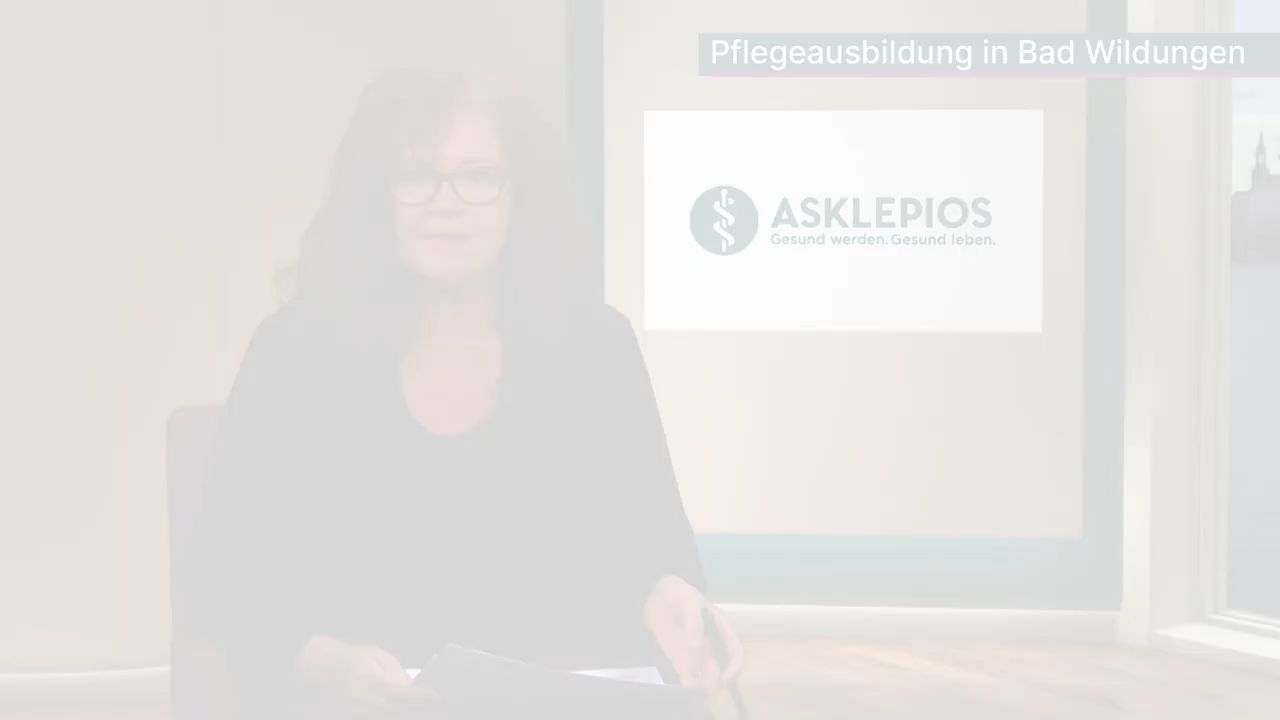 Pflegeausbildung in Bad Wildungen
ASKLEPIOS
Gesund werden. Gesund leben.